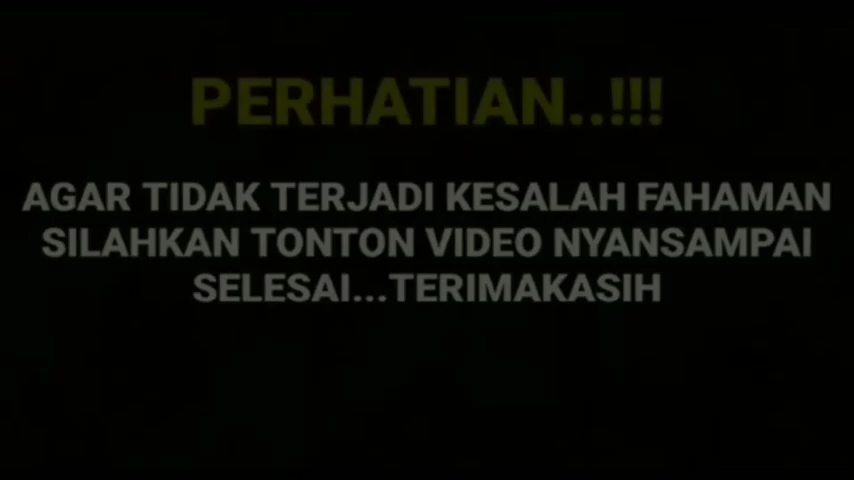 PERHATIAN..!!!
AGAR TIDAK TERJADI KESALAH FAHAMAN
SILAHKAN TONTON VIDEO NYANSAMPAI
SELESAI...TERIMAKASIH